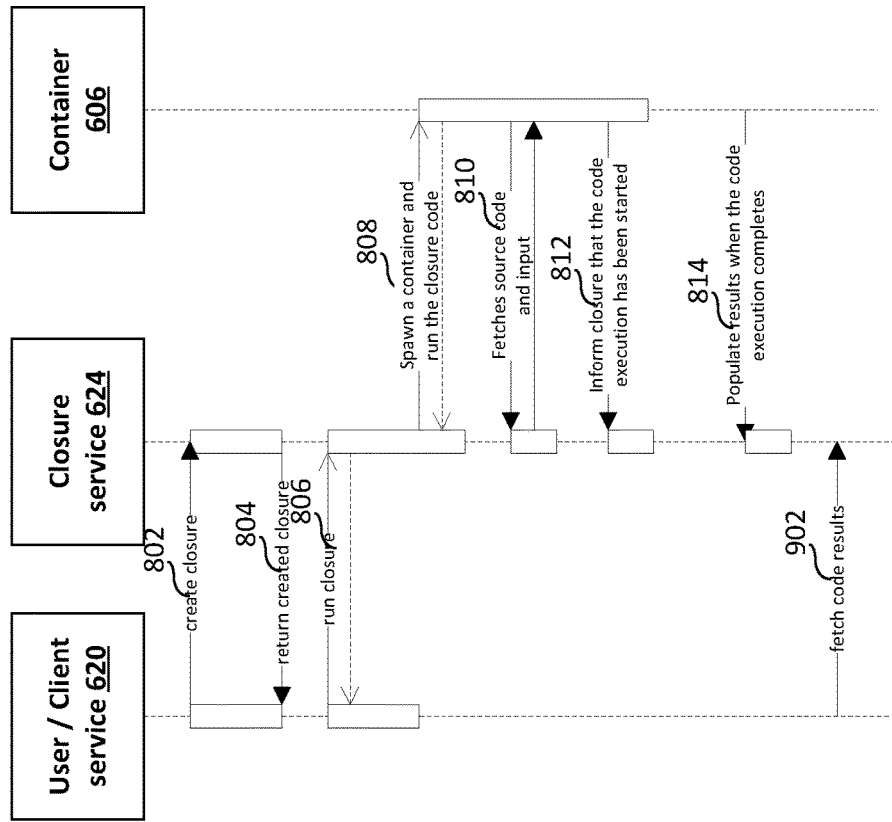 User / Client
service 620
Closure
service 624
Container
606
802
create closure
804
return created closure
806
run closure
808
Spawn a container and
run the closure code
810
Fetches source code
and input
812
Inform closure that the code
execution has been started
814
Populate results when the code
execution completes
902
fetch code results